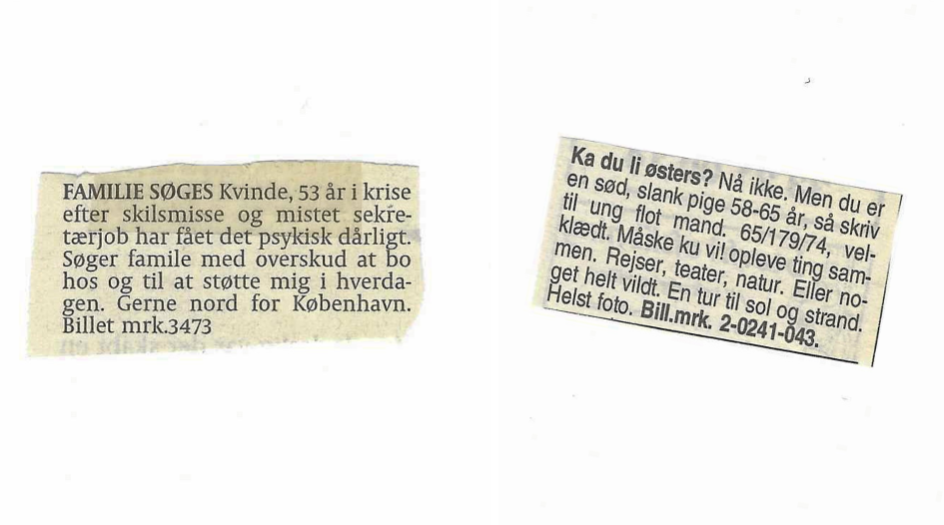 FAMILIE SØGES Kvinde, 53 år i krise
efter skilsmisse og mistet sekre-
tærjob har fået det psykisk dårligt.
Søger famile med overskud at bo
hos og til at støtte mig i hverda-
gen. Gerne nord for København.
Billet mrk.3473
Ka du li østers? Nå ikke. Men du er
en sød, slank pige 58-65 år, så skriv
til ung flot mand. 65/179/74, vel-
klædt. Måske ku vi! opleve ting sam-
men. Rejser, teater, natur. Eller no-
get helt vildt. En tur til sol og strand.
Helst foto. Bill.mrk. 2-0241-043.